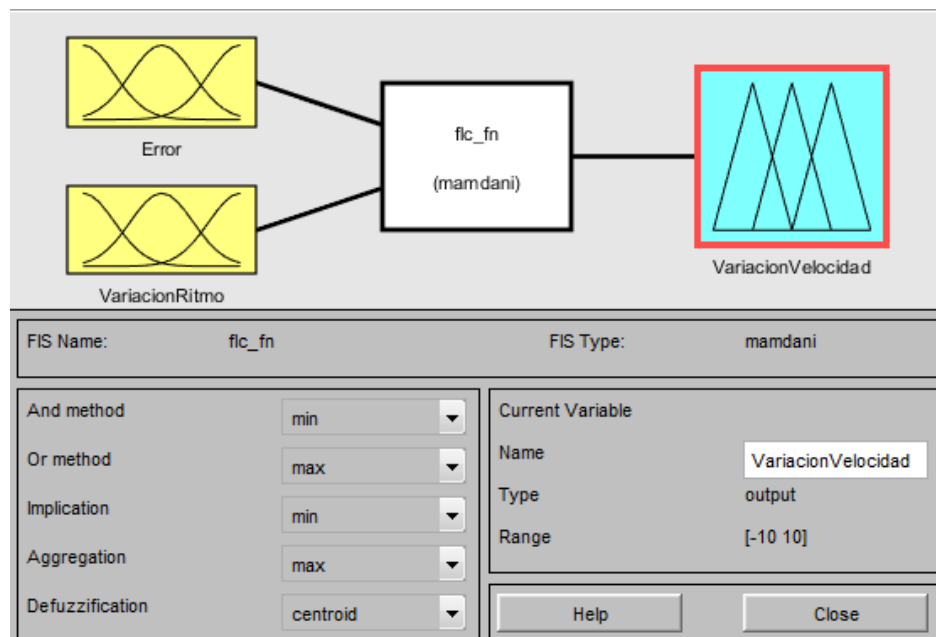 Error
flc_fn
(mamdani)
VariacionRitmo
VariacionVelocidad
FIS Name: flc_fn FIS Type: mamdani
And method min
Or method max
Implication min
Aggregation max
Defuzzification centroid
Current Variable
Name VariacionVelocidad
Type output
Range [-10 10]
Help Close